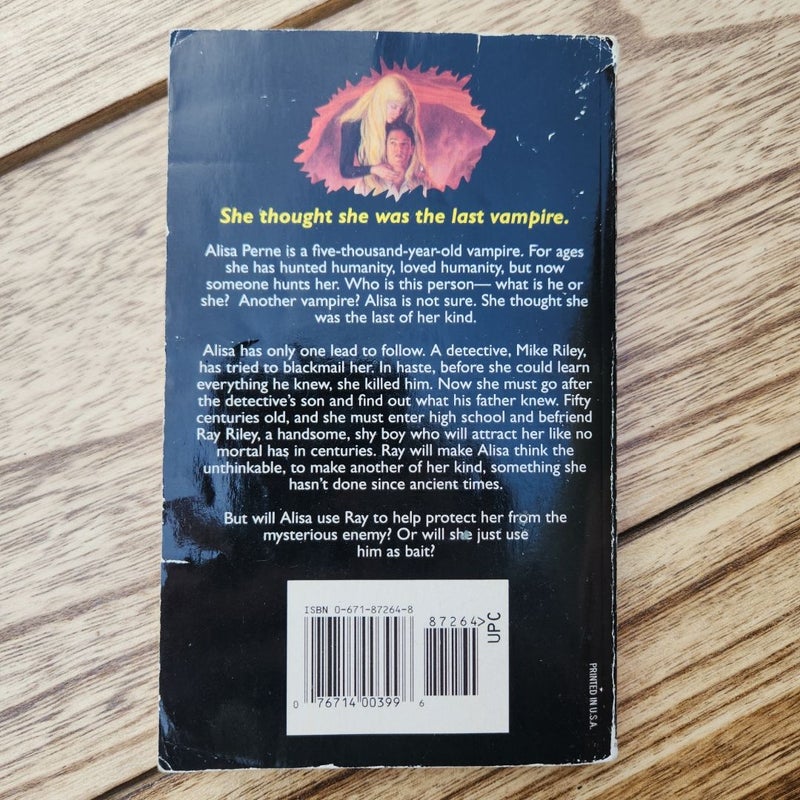 She thought she was the last vampire.
Alisa Perne is a five-thousand-year-old vampire. For ages
she has hunted humanity, loved humanity, but now
someone hunts her. Who is this person— what is he or
she? Another vampire? Alisa is not sure. She thought she
was the last of her kind.
Alisa has only one lead to follow. A detective, Mike Riley,
has tried to blackmail her. In haste, before she could learn
everything he knew, she killed him. Now she must go after
the detective's son and find out what his father knew. Fifty
centuries old, and she must enter high school and befriend
Ray Riley, a handsome, shy boy who will attract her like no
mortal has in centuries. Ray will make Alisa think the
unthinkable, to make another of her kind, something she
hasn't done since ancient times.
But will Alisa use Ray to help protect her from the
mysterious enemy? Or will she just use
him as bait?
ISBN 0-671-87264-8
87264>
UPC
0 76714 00399 6
PRINTED IN U.S.A.